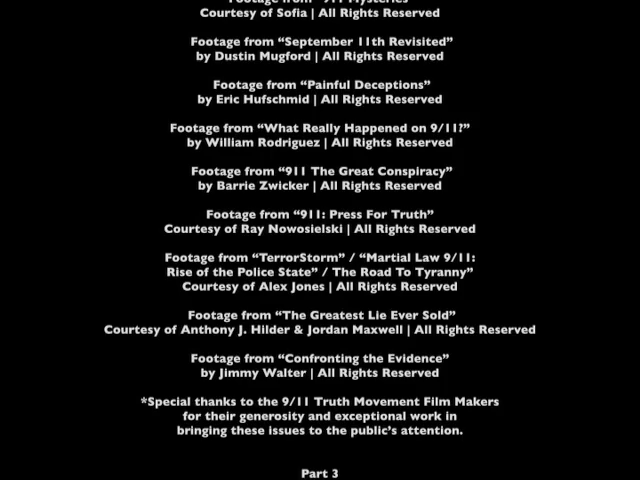 Footage from "911 Mysteries"
Courtesy of Sofia | All Rights Reserved
Footage from “September 11th Revisited”
by Dustin Mugford | All Rights Reserved
Footage from “Painful Deceptions”
by Eric Hufschmid | All Rights Reserved
Footage from “What Really Happened on 9/11?”
by William Rodriguez | All Rights Reserved
Footage from “911 The Great Conspiracy”
by Barrie Zwicker | All Rights Reserved
Footage from “911: Press For Truth”
Courtesy of Ray Nowosielski | All Rights Reserved
Footage from “TerrorStorm” / “Martial Law 9/11:
Rise of the Police State” / The Road To Tyranny”
Courtesy of Alex Jones | All Rights Reserved
Footage from “The Greatest Lie Ever Sold”
Courtesy of Anthony J. Hilder & Jordan Maxwell | All Rights Reserved
Footage from “Confronting the Evidence”
by Jimmy Walter | All Rights Reserved
*Special thanks to the 9/11 Truth Movement Film Makers
for their generosity and exceptional work in
bringing these issues to the public’s attention.
Part 3